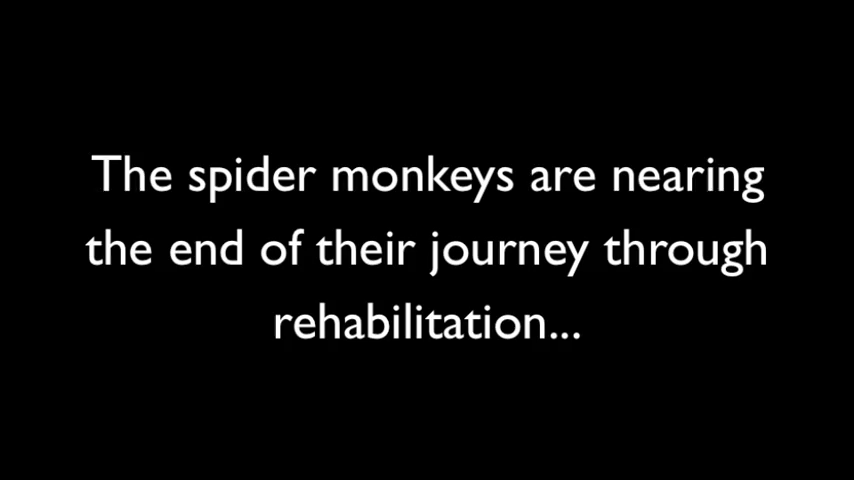 The spider monkeys are nearing
the end of their journey through
rehabilitation...